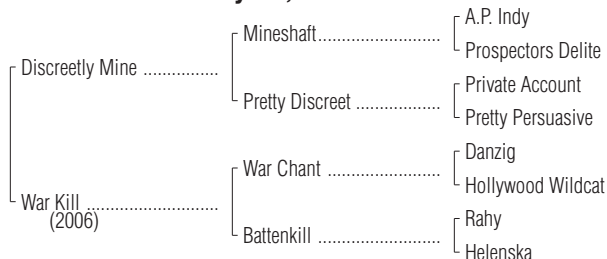 A.P. Indy
Mineshaft
Prospectors Delite
Discreetly Mine
Private Account
Pretty Discreet
Pretty Persuasive
Danzig
War Chant
Hollywood Wildcat
War Kill
(2006)
Rahy
Battenkill
Helenska